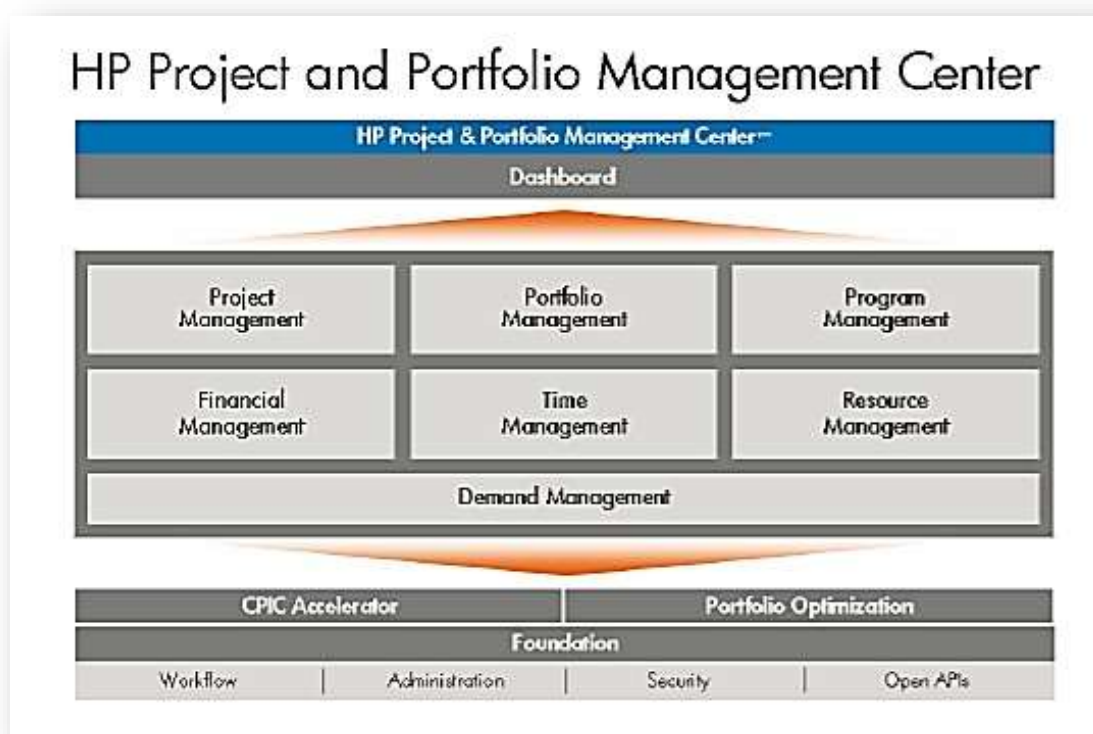 HP Project and Portfolio Management Center
HP Project & Portfolio Management Center™
Dashboard
Project
Management
Portfolio
Management
Program
Management
Financial
Management
Time
Management
Resource
Management
Demand Management
CPIC Accelerator
Portfolio Optimization
Foundation
Workflow
Administration
Security
Open APIs